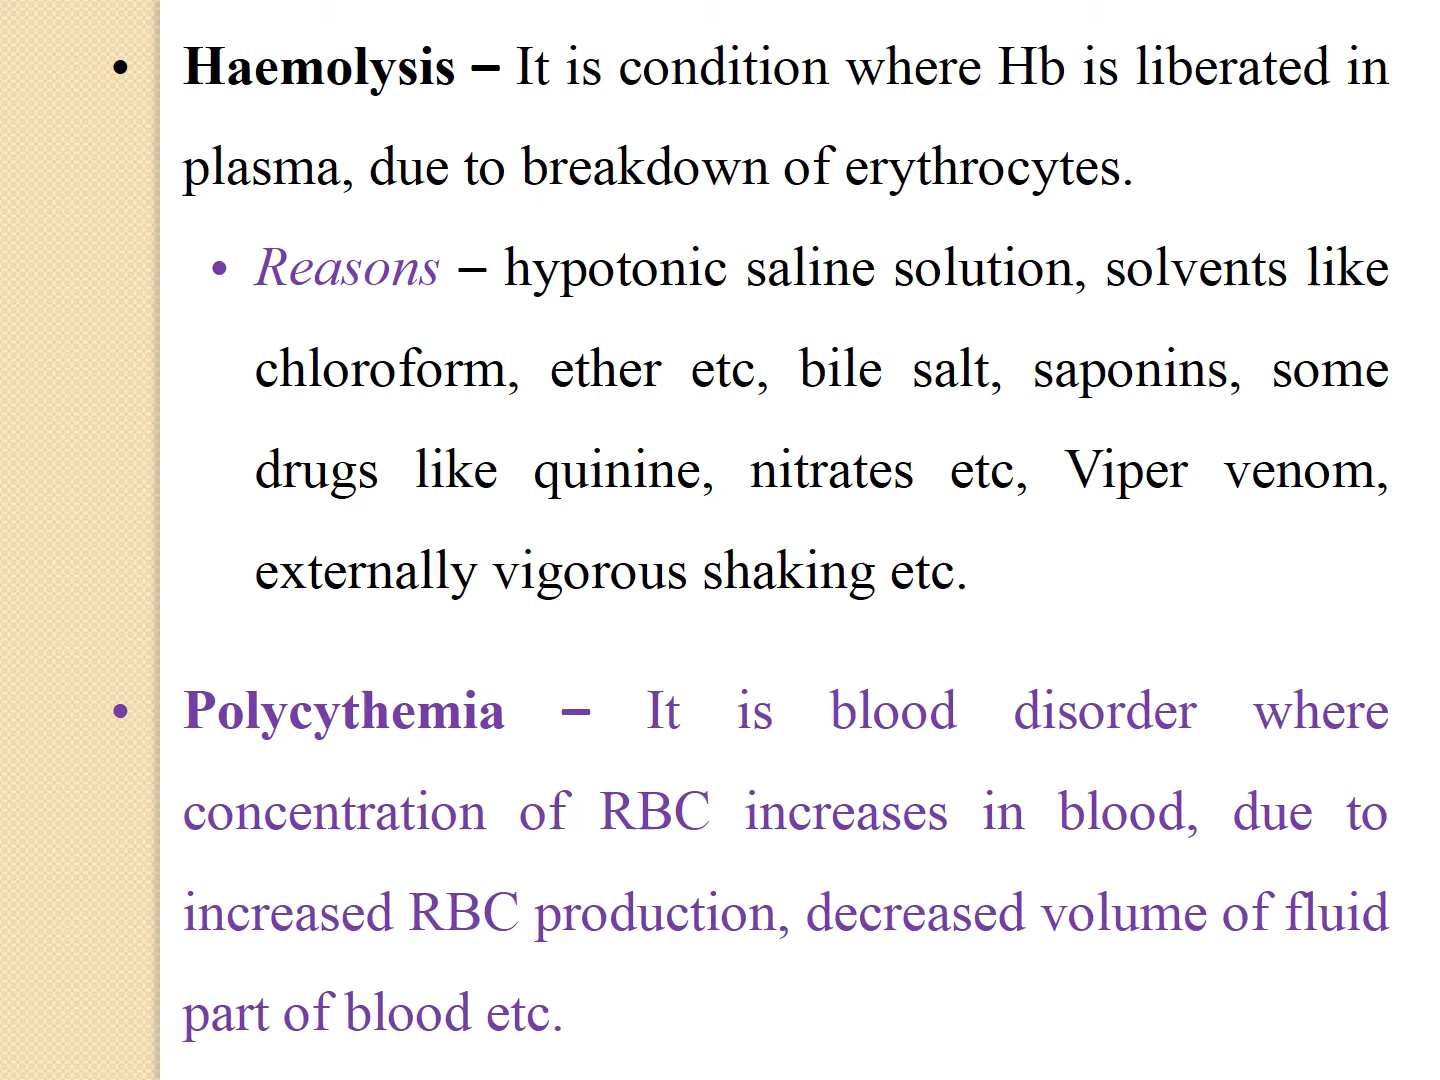 • Haemolysis – It is condition where Hb is liberated in
plasma, due to breakdown of erythrocytes.
• Reasons – hypotonic saline solution, solvents like
chloroform, ether etc, bile salt, saponins, some
drugs like quinine, nitrates etc, Viper venom,
externally vigorous shaking etc.
• Polycythemia – It is blood disorder where
concentration of RBC increases in blood, due to
increased RBC production, decreased volume of fluid
part of blood etc.